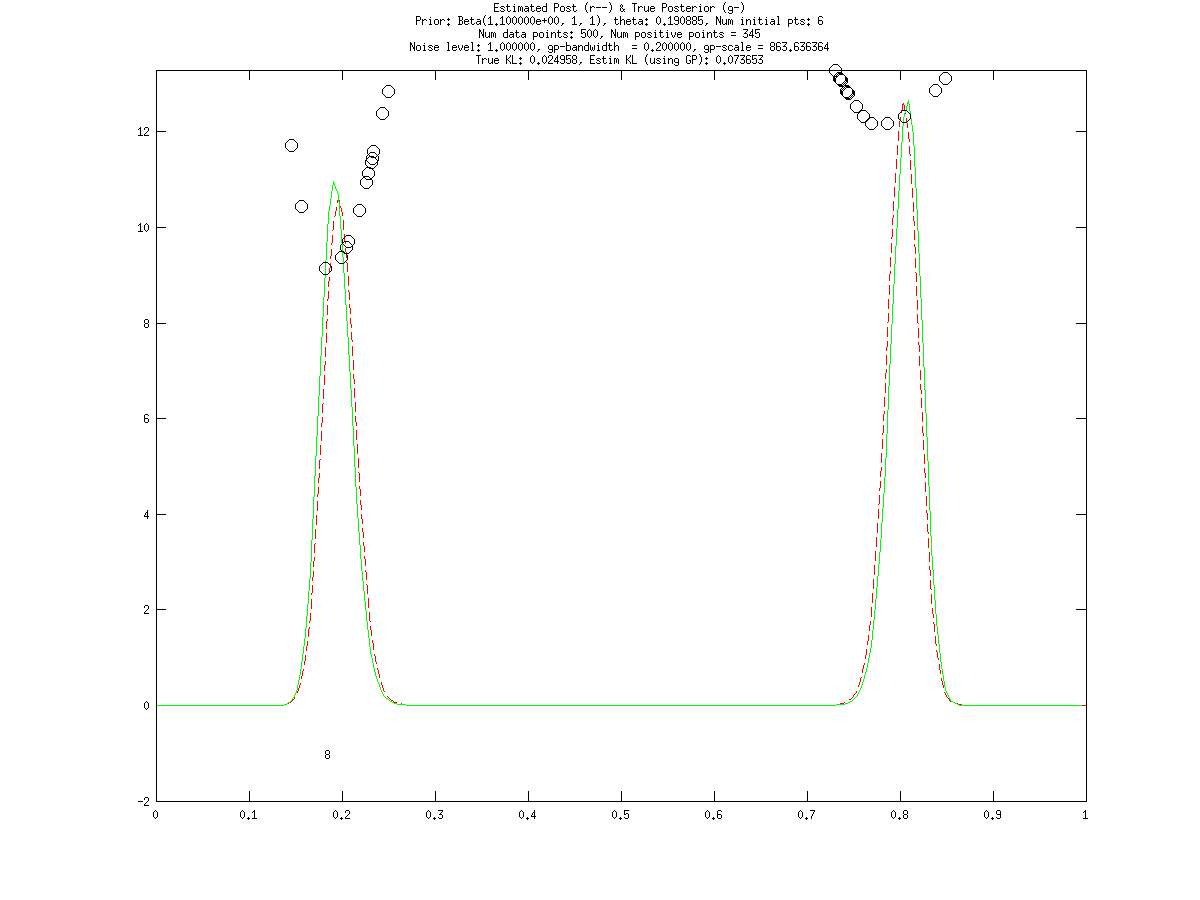 Estimated Post (r--) & True Posterior (g-)
Prior: Beta(1.100000e+00, 1, 1), theta: 0.190885, Num initial pts: 6
Num data points: 500, Num positive points = 345
Noise level: 1.000000, gp-bandwidth  = 0.200000, gp-scale = 863.636364
True KL: 0.024958, Estim KL (using GP): 0.073653
12
10
8
6
4
2
0
8
-2
0 0.1 0.2 0.3 0.4 0.5 0.6 0.7 0.8 0.9 1